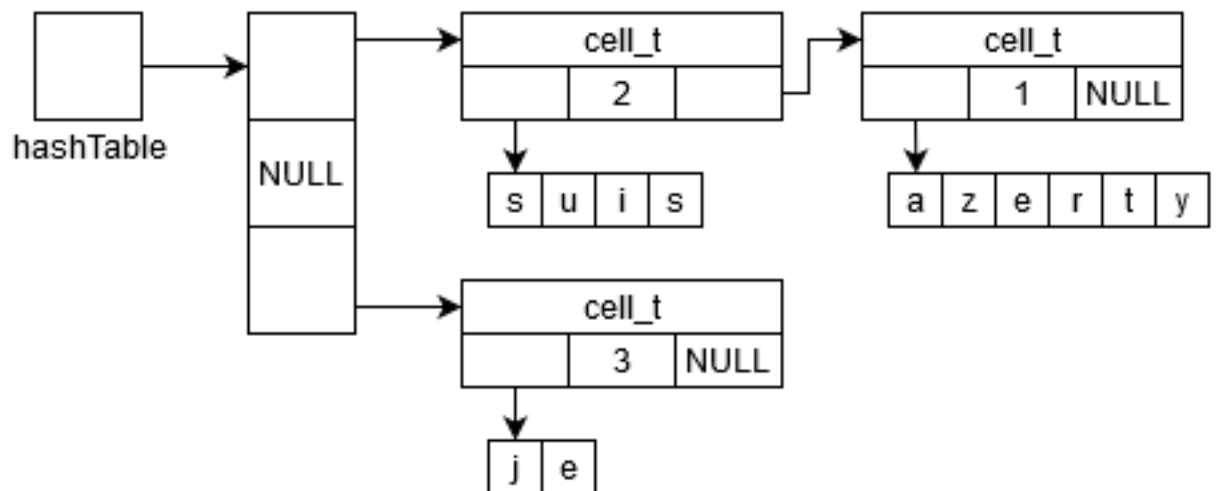 cell_t cell_t
2 1 NULL
hashTable
NULL
s u i s a z e r t y
cell_t
3 NULL
j e